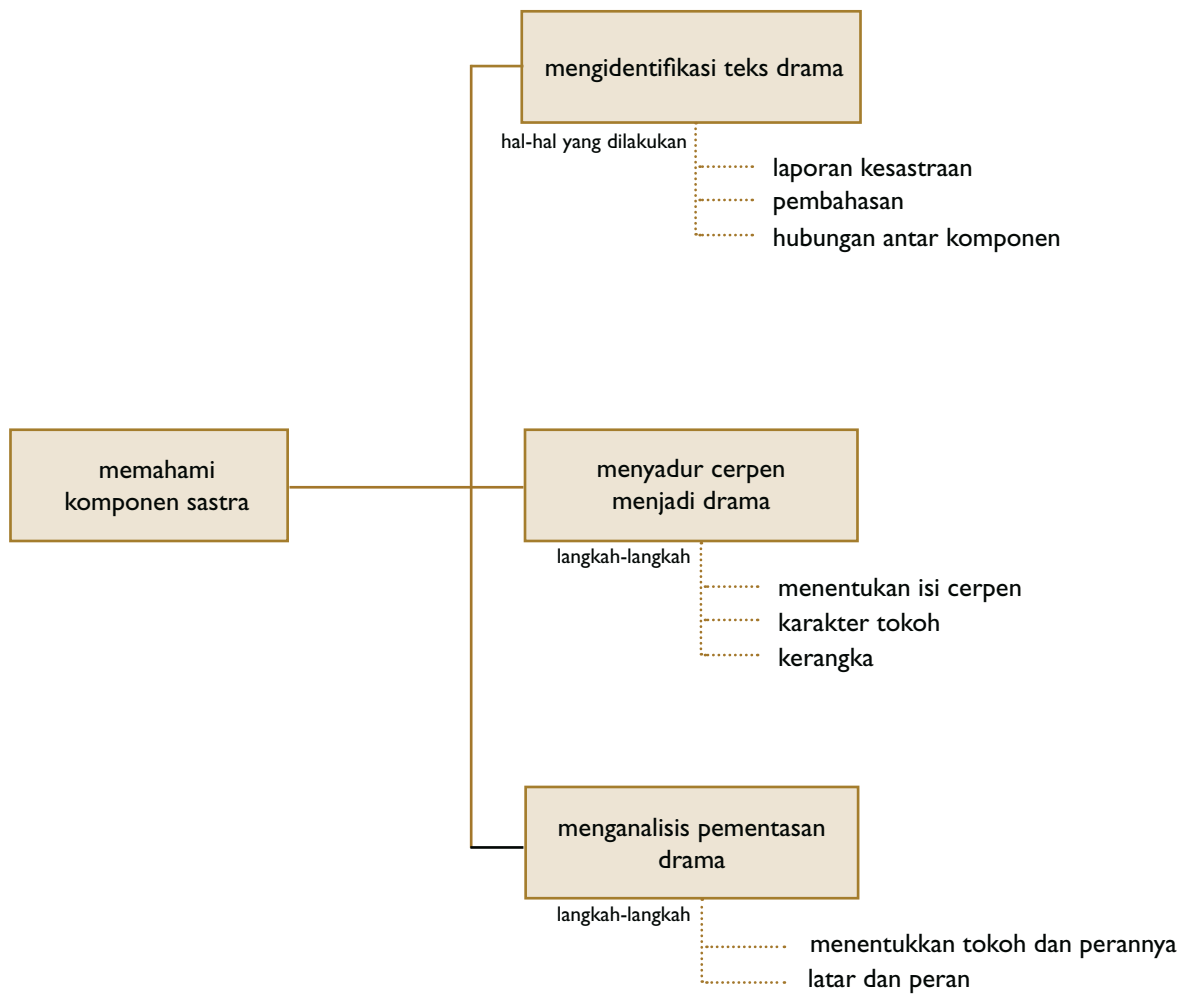 mengidentifikasi teks drama
hal-hal yang dilakukan
laporan kesastraan
pembahasan
hubungan antar komponen
memahami
komponen sastra
menyadur cerpen
menjadi drama
langkah-langkah
menentukan isi cerpen
karakter tokoh
kerangka
menganalisis pementasan
drama
langkah-langkah
menentukkan tokoh dan perannya
latar dan peran